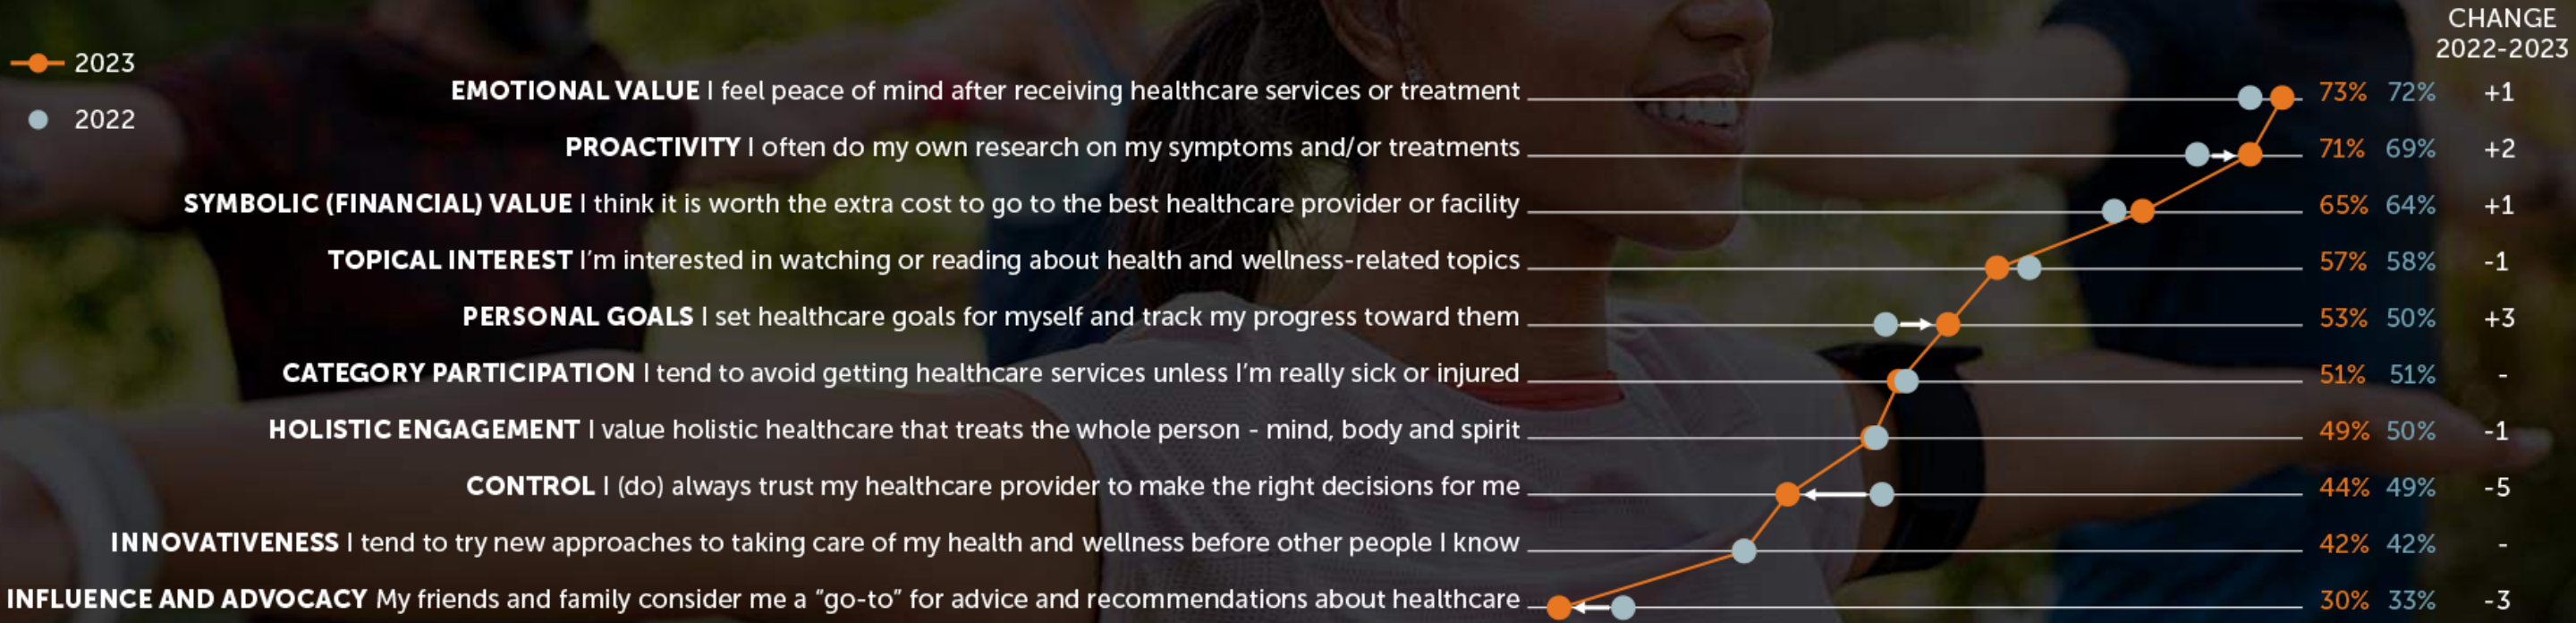 CHANGE
2022-2023
2023
2022
EMOTIONAL VALUE I feel peace of mind after receiving healthcare services or treatment 73% 72% +1
PROACTIVITY I often do my own research on my symptoms and/or treatments 71% 69% +2
SYMBOLIC (FINANCIAL) VALUE I think it is worth the extra cost to go to the best healthcare provider or facility 65% 64% +1
TOPICAL INTEREST I'm interested in watching or reading about health and wellness-related topics 57% 58% -1
PERSONAL GOALS I set healthcare goals for myself and track my progress toward them 53% 50% +3
CATEGORY PARTICIPATION I tend to avoid getting healthcare services unless I'm really sick or injured 51% 51% -
HOLISTIC ENGAGEMENT I value holistic healthcare that treats the whole person - mind, body and spirit 49% 50% -1
CONTROL I (do) always trust my healthcare provider to make the right decisions for me 44% 49% -5
INNOVATIVENESS I tend to try new approaches to taking care of my health and wellness before other people I know 42% 42% -
INFLUENCE AND ADVOCACY My friends and family consider me a "go-to" for advice and recommendations about healthcare 30% 33% -3